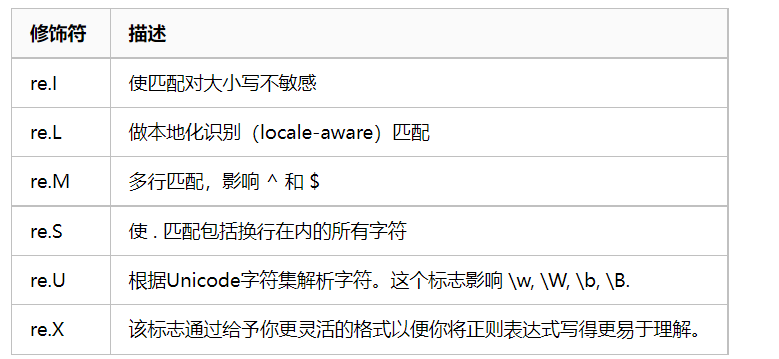 修饰符 描述
re.I 使匹配对大小写不敏感
re.L 做本地化识别（locale-aware）匹配
re.M 多行匹配，影响 ^ 和 $
re.S 使 . 匹配包括换行在内的所有字符
re.U 根据Unicode字符集解析字符。这个标志影响 \w, \W, \b, \B.
re.X 该标志通过给予你更灵活的格式以便你将正则表达式写得更易于理解。